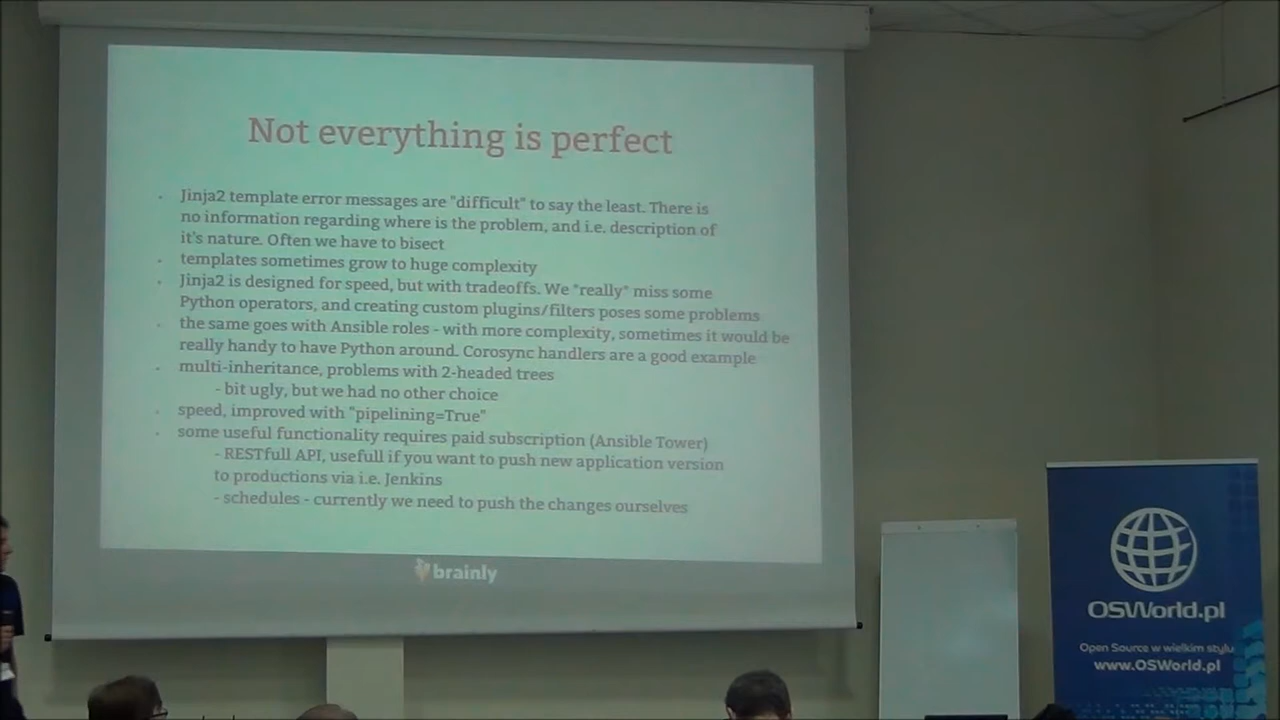 Not everything is perfect
Jinja2 template error messages are "difficult" to say the least. There is
no information regarding where is the problem, and i.e. description of
it's nature. Often we have to bisect
templates sometimes grow to huge complexity
Jinja2 is designed for speed, but with tradeoffs. We "really" miss some
Python operators, and creating custom plugins/filters poses some problems
the same goes with Ansible roles - with more complexity, sometimes it would be
really handy to have Python around. Corosync handlers are a good example
multi-inheritance, problems with 2-headed trees
- bit ugly, but we had no other choice
speed, improved with "pipelining=True"
some useful functionality requires paid subscription (Ansible Tower)
- RESTfull API, usefull if you want to push new application version
to productions via i.e. Jenkins
- schedules - currently we need to push the changes ourselves
brainly
OSWorld.pl
Open Source w wielkim stylu
www.OSWorld.pl